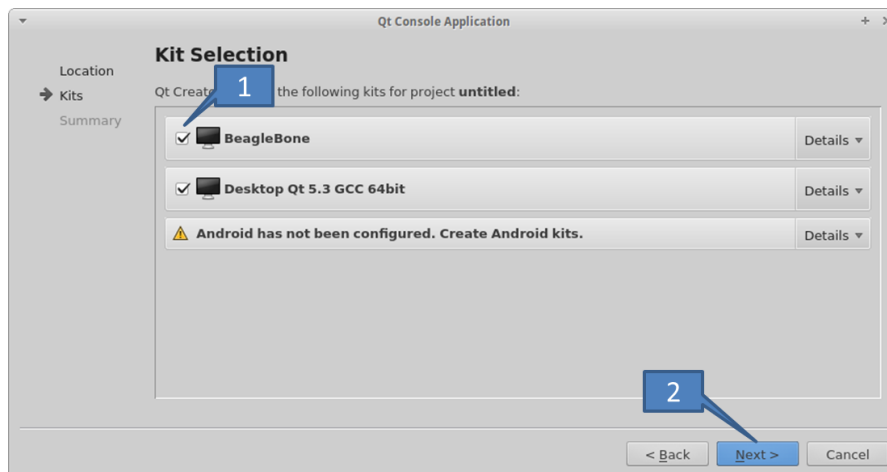 Qt Console Application
Location
Kits
Summary
Kit Selection
Qt Create the following kits for project untitled:
1
BeagleBone
Details
Desktop Qt 5.3 GCC 64bit
Details
Android has not been configured. Create Android kits.
Details
2
< Back
Next >
Cancel